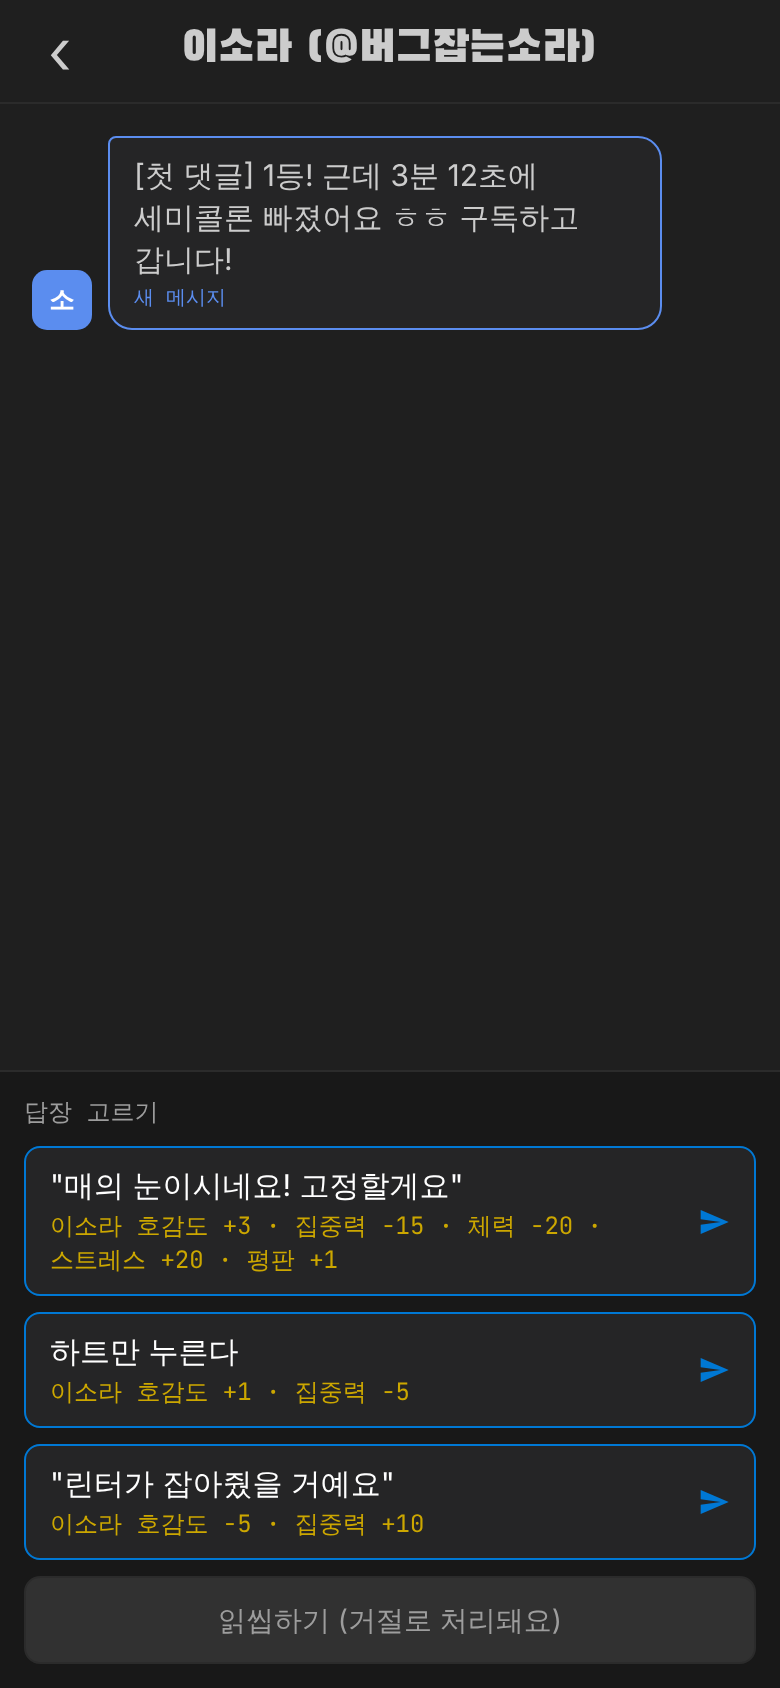 이소라 (@버그잡는소라)
[첫 댓글] 1등! 근데 3분 12초에
세미콜론 빠졌어요 ㅎㅎ 구독하고
갑니다!
새 메시지
소
답장 고르기
"매의 눈이시네요! 고정할게요"
이소라 호감도 +3 · 집중력 -15 · 체력 -20 ·
스트레스 +20 · 평판 +1
하트만 누른다
이소라 호감도 +1 · 집중력 -5
"린터가 잡아줬을 거예요"
이소라 호감도 -5 · 집중력 +10
읽씹하기 (거절로 처리돼요)